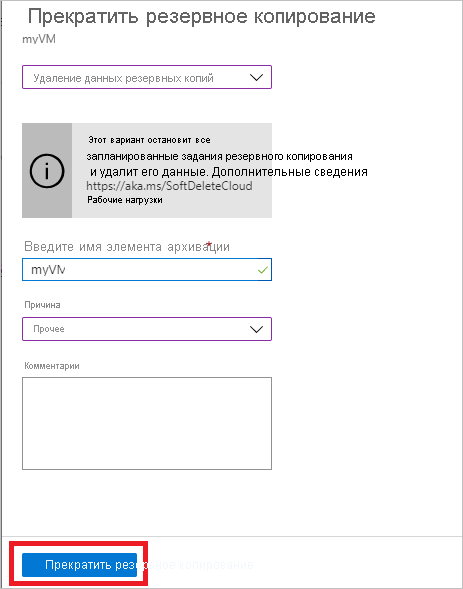 Прекратить резервное копирование
myVM
Удаление данных резервных копий
Этот вариант остановит все
запланированные задания резервного копирования
и удалит его данные. Дополнительные сведения
https://aka.ms/SoftDeleteCloud
Рабочие нагрузки
Введите имя элемента архивации *
myVM
Причина
Прочее
Комментарии
Прекратить резервное копирование